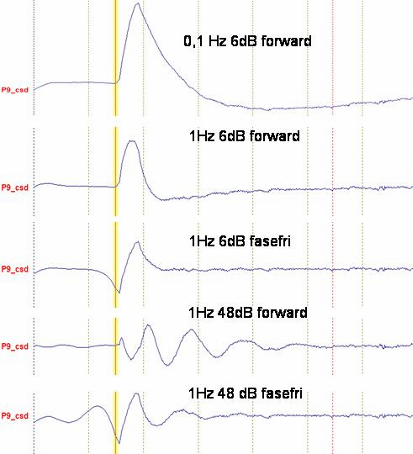 0,1 Hz 6dB forward
P9_csd
1Hz 6dB forward
P9_csd
1Hz 6dB fasefri
P9_csd
1Hz 48dB forward
P9_csd
1Hz 48 dB fasefri
P9_csd